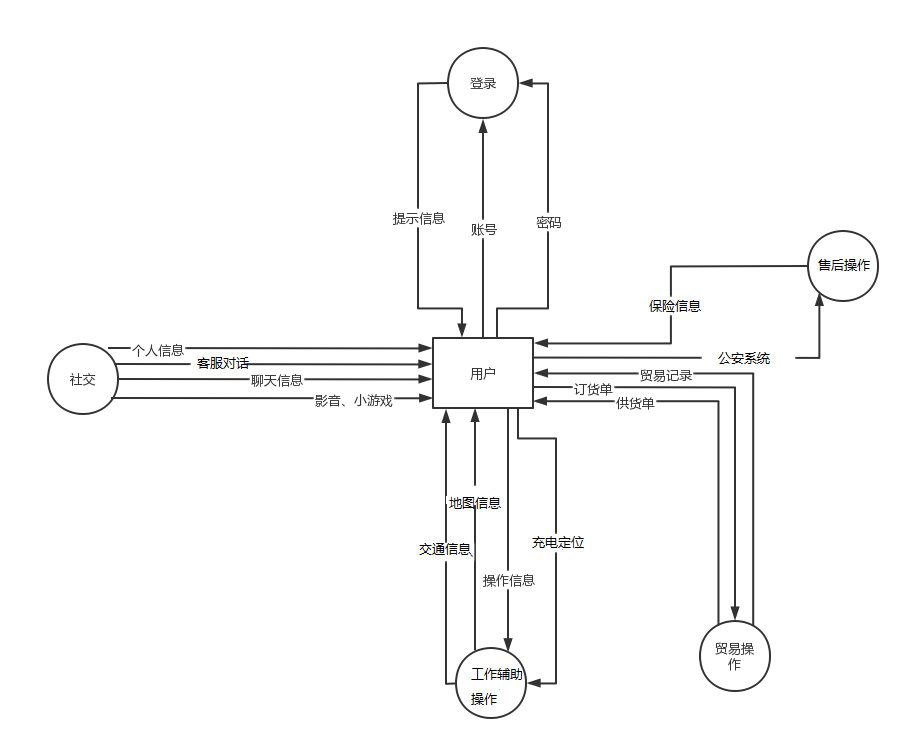 登录
提示信息
账号
密码
售后操作
保险信息
个人信息
客服对话
社交
聊天信息
影音、小游戏
用户
公安系统
贸易记录
订货单
供货单
地图信息
交通信息、
充电定位
操作信息
工作辅助
操作
贸易操
作